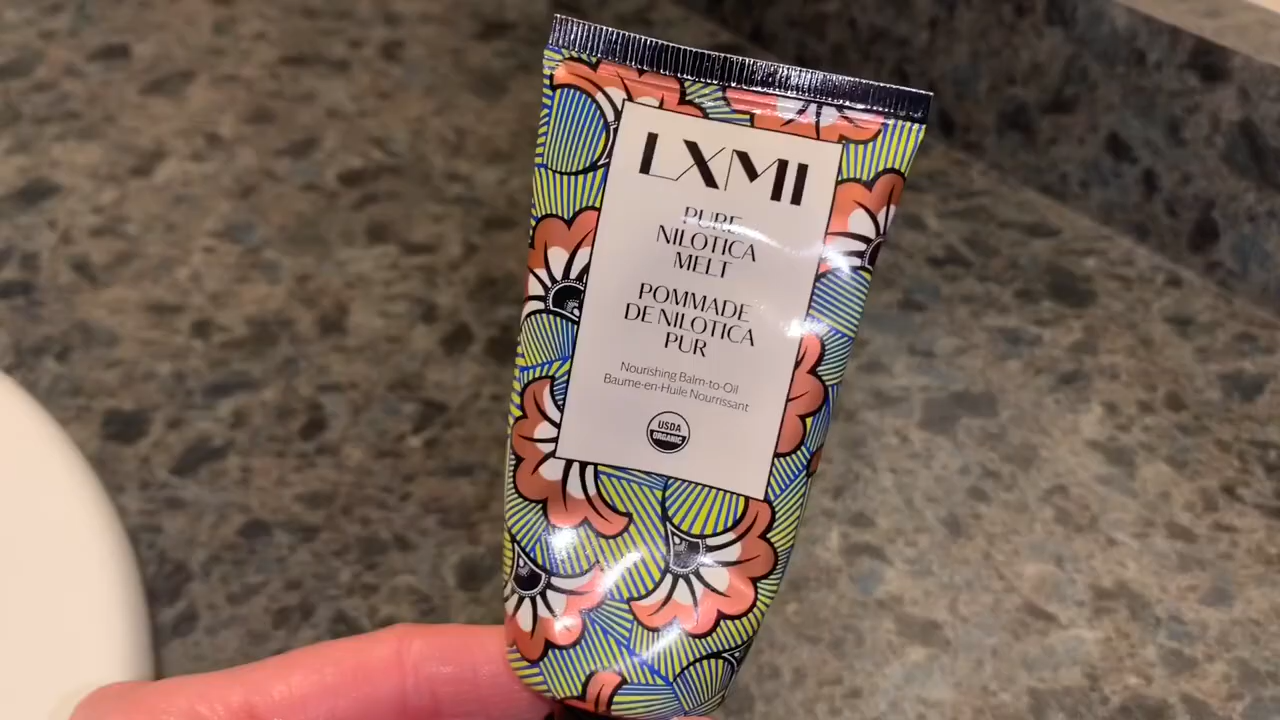 LXMI
PURE
NILOTICA
MELT
POMMADE
DE NILOTICA
PUR
Nourishing Balm-to-Oil
Baume-en-Huile Nourrissant
USDA
ORGANIC